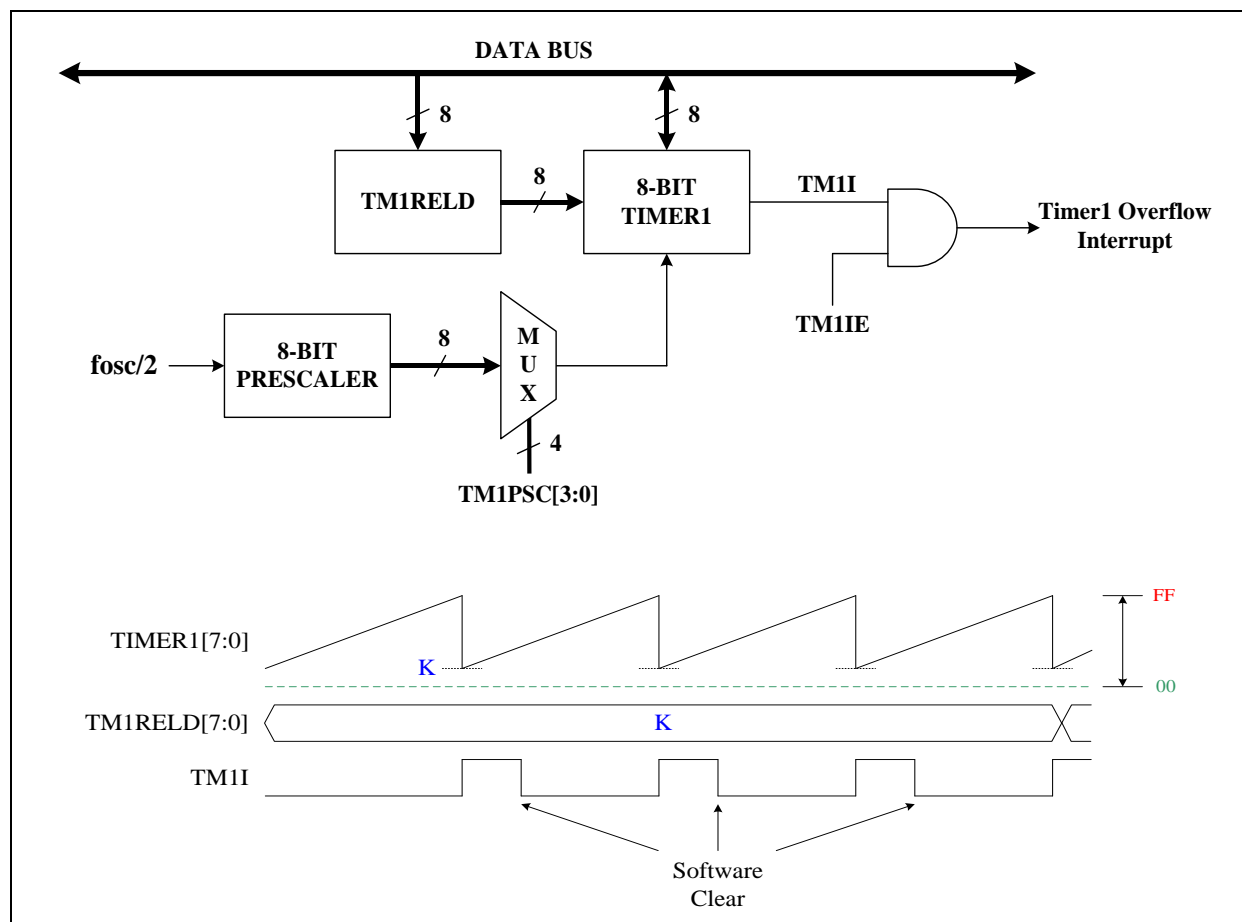 DATA BUS
8
8
TM1RELD
8
8-BIT
TIMER1
TM1I
Timer1 Overflow
Interrupt
TM1IE
fosc/2
8-BIT
PRESCALER
8
M
U
X
4
TM1PSC[3:0]
TIMER1[7:0]
K
FF
00
TM1RELD[7:0]
K
TM1I
Software
Clear